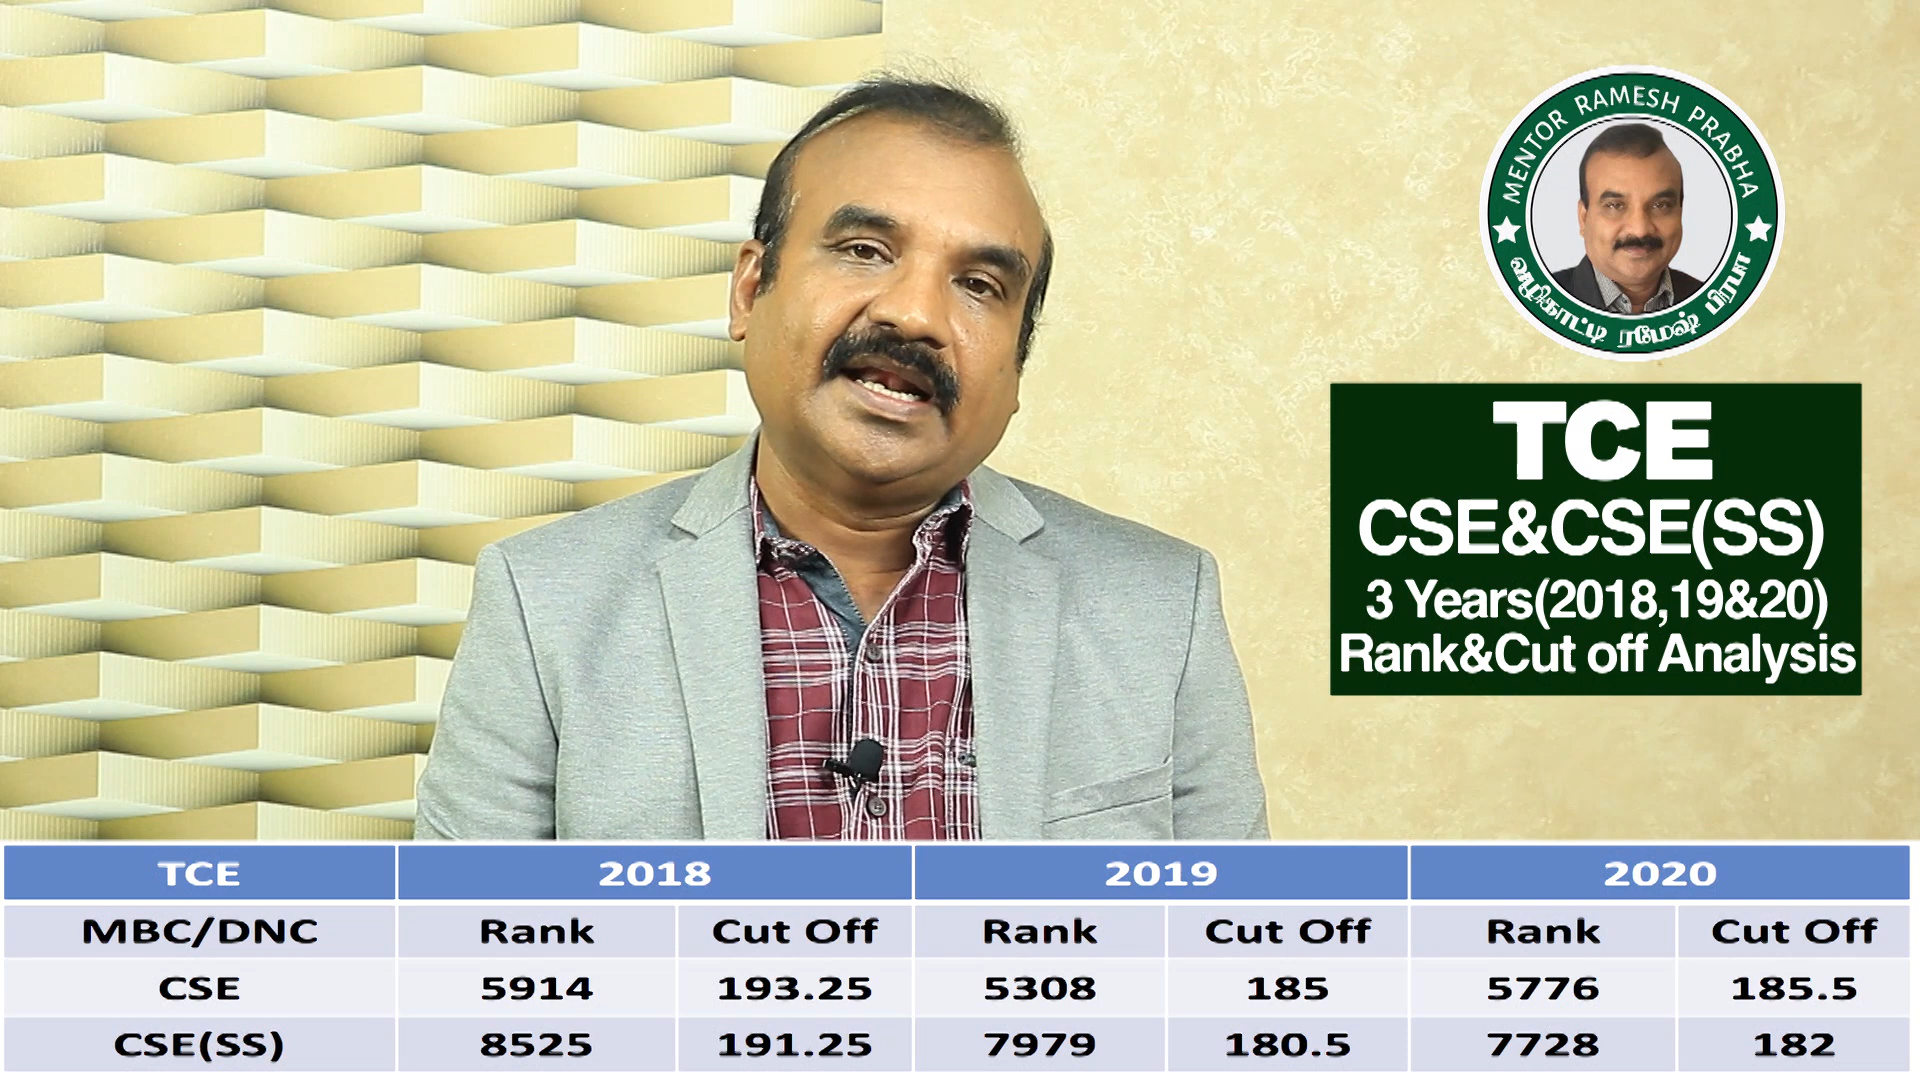 MENTOR RAMESH PRABHA
வழிகாட்டி ரமேஷ் பிரபா
TCE
CSE&CSE(SS)
3 Years(2018,19&20)
Rank&Cut off Analysis
TCE 2018 2019 2020
MBC/DNC Rank Cut Off Rank Cut Off Rank Cut Off
CSE 5914 193.25 5308 185 5776 185.5
CSE(SS) 8525 191.25 7979 180.5 7728 182